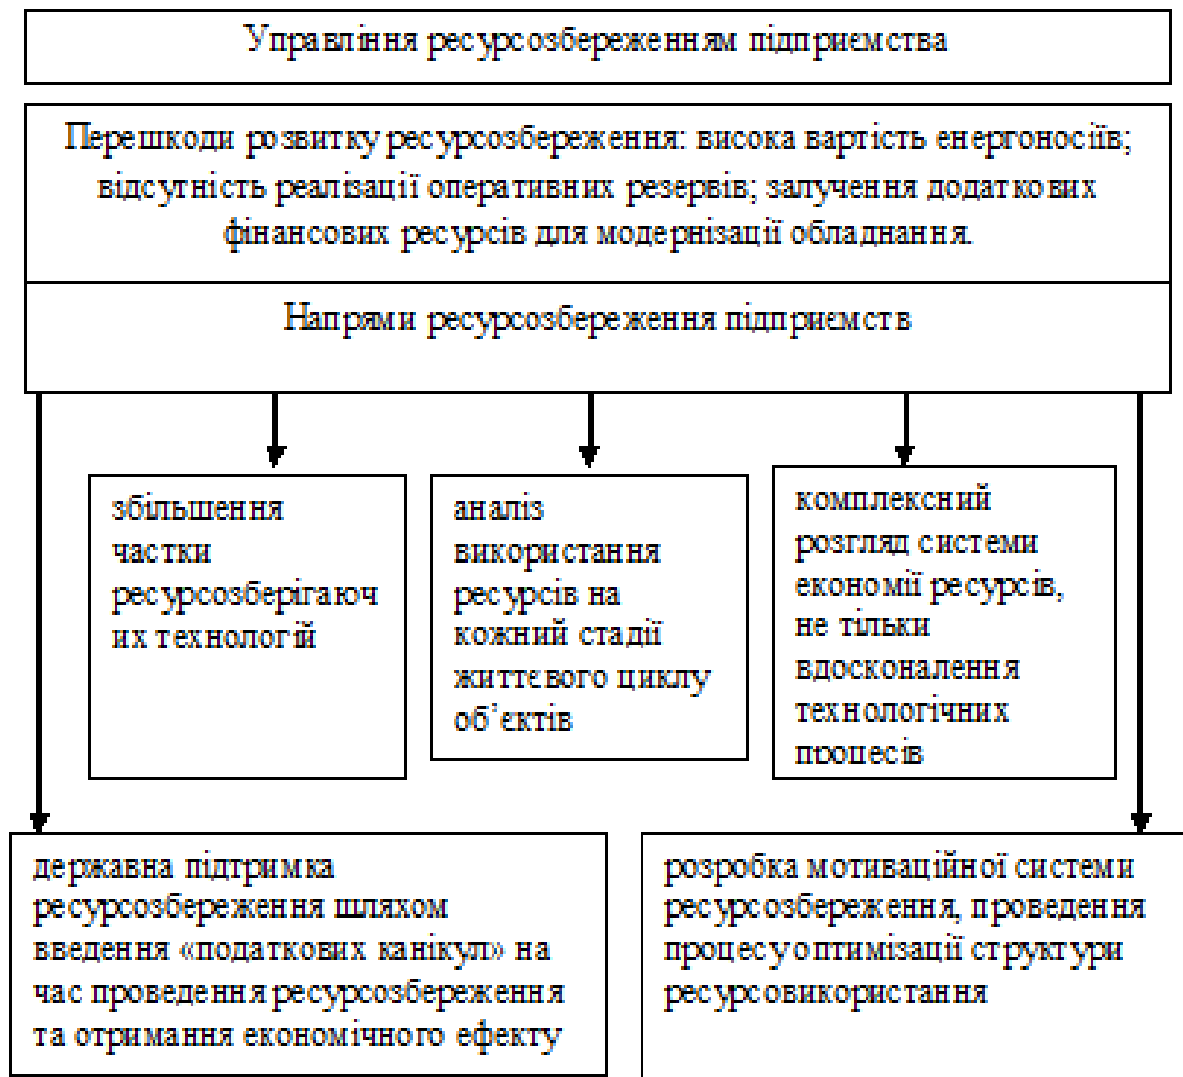 Управління ресурсозбереженням підприємства
Перешкоди розвитку ресурсозбереження: висока вартість енергоносіїв;
відсутність реалізації оперативних резервів; залучення додаткових
фінансових ресурсів для модернізації обладнання.
Напрями ресурсозбереження підприємств
збільшення
частки
ресурсозберігаюч
их технологій
аналіз
використання
ресурсів на
кожний стадії
життєвого циклу
об’єктів
комплексний
розгляд системи
економії ресурсів,
не тільки
вдосконалення
технологічних
процесів
державна підтримка
ресурсозбереження шляхом
введення «податкових канікул» на
час проведення ресурсозбереження
та отримання економічного ефекту
розробка мотиваційної системи
ресурсозбереження, проведення
процесу оптимізації структури
ресурсовикористання